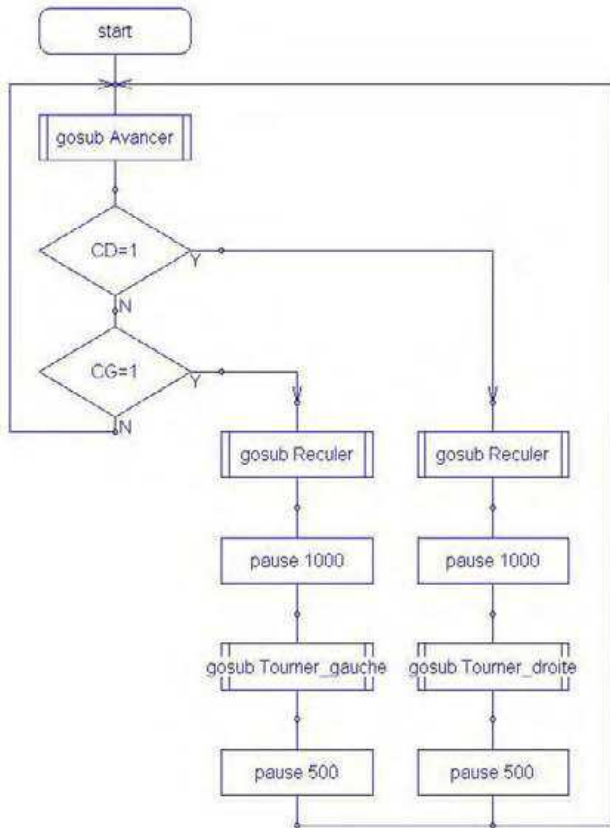 start
gosub Avancer
CD=1
Y
N
CG=1
Y
N
gosub Reculer
gosub Reculer
pause 1000
pause 1000
gosub Tourner_gauche
gosub Tourner_droite
pause 500
pause 500